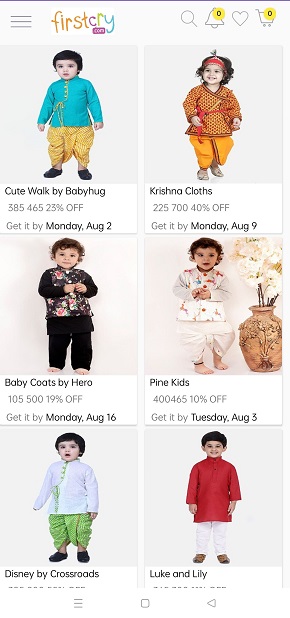 firstcry
.com
0
0
Cute Walk by Babyhug
385 465 23% OFF
Get it by Monday, Aug 2
Krishna Cloths
225 700 40% OFF
Get it by Monday, Aug 9
Baby Coats by Hero
105 500 19% OFF
Get it by Monday, Aug 16
Pine Kids
400465 10% OFF
Get it by Tuesday, Aug 3
Disney by Crossroads
Luke and Lily